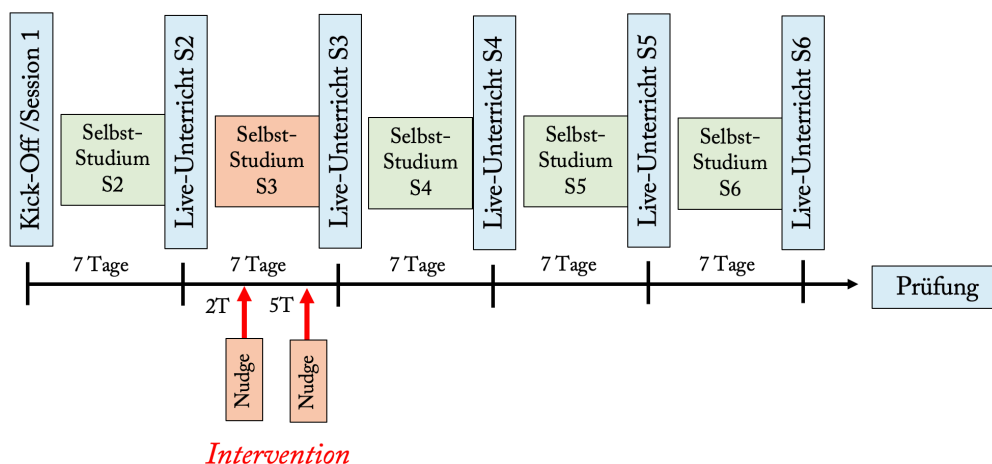 Kick-Off /Session 1
Selbst-
Studium
S2
Live-Unterricht S2
Selbst-
Studium
S3
Live-Unterricht S3
Selbst-
Studium
S4
Live-Unterricht S4
Selbst-
Studium
S5
Live-Unterricht S5
Selbst-
Studium
S6
Live-Unterricht S6
7 Tage
7 Tage
7 Tage
7 Tage
7 Tage
Prüfung
2T
5T
Nudge
Nudge
Intervention